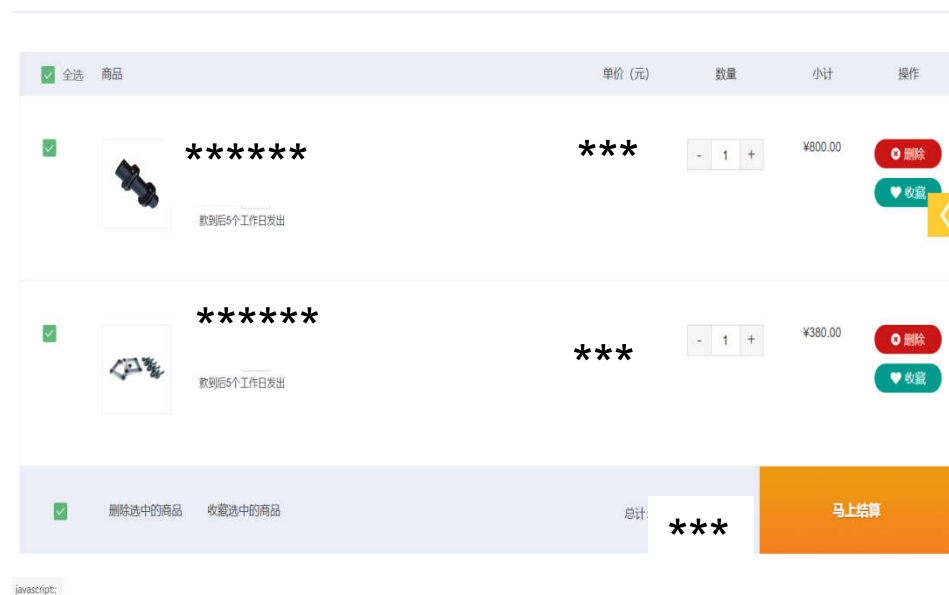 全选 商品 单价（元） 数量 小计 操作
****** *** - 1 + ¥800.00 删除
收藏
款到后5个工作日发出
****** *** - 1 + ¥380.00 删除
收藏
款到后5个工作日发出
删除选中的商品 收藏选中的商品 总计: *** 马上结算
javascript:;